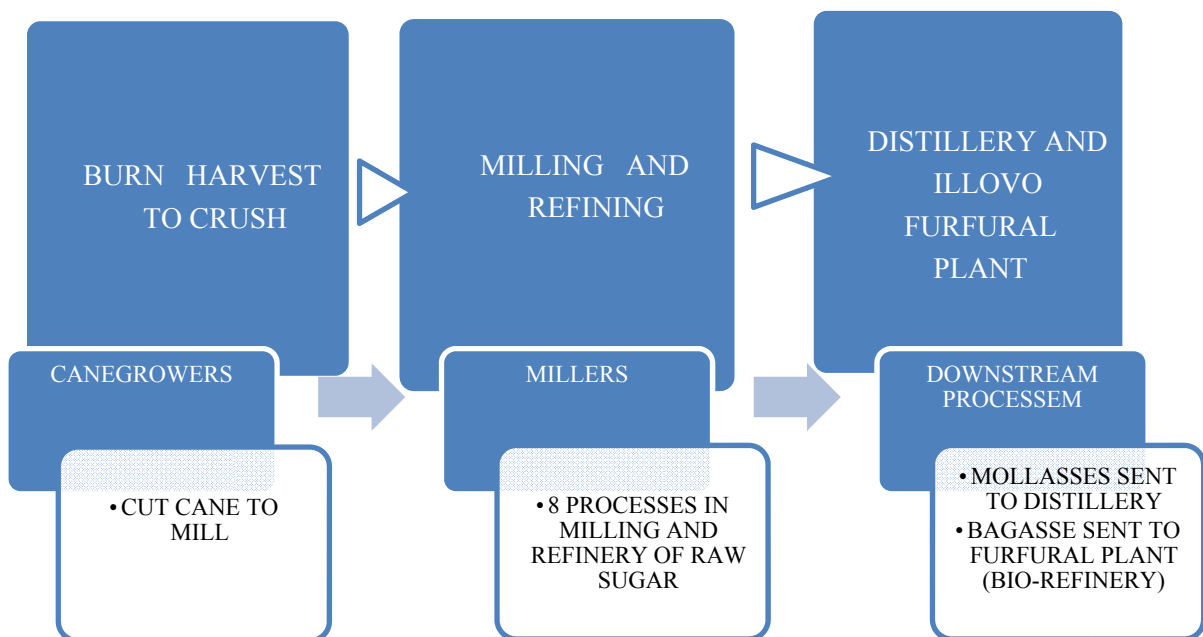 BURN HARVEST
TO CRUSH
CANEGROWERS
• CUT CANE TO
MILL
MILLING AND
REFINING
MILLERS
• 8 PROCESSES IN
MILLING AND
REFINERY OF RAW
SUGAR
DISTILLERY AND
ILLOVO
FURFURAL
PLANT
DOWNSTREAM
PROCESSEM
• MOLLASSES SENT
TO DISTILLERY
• BAGASSE SENT TO
FURFURAL PLANT
(BIO-REFINERY)